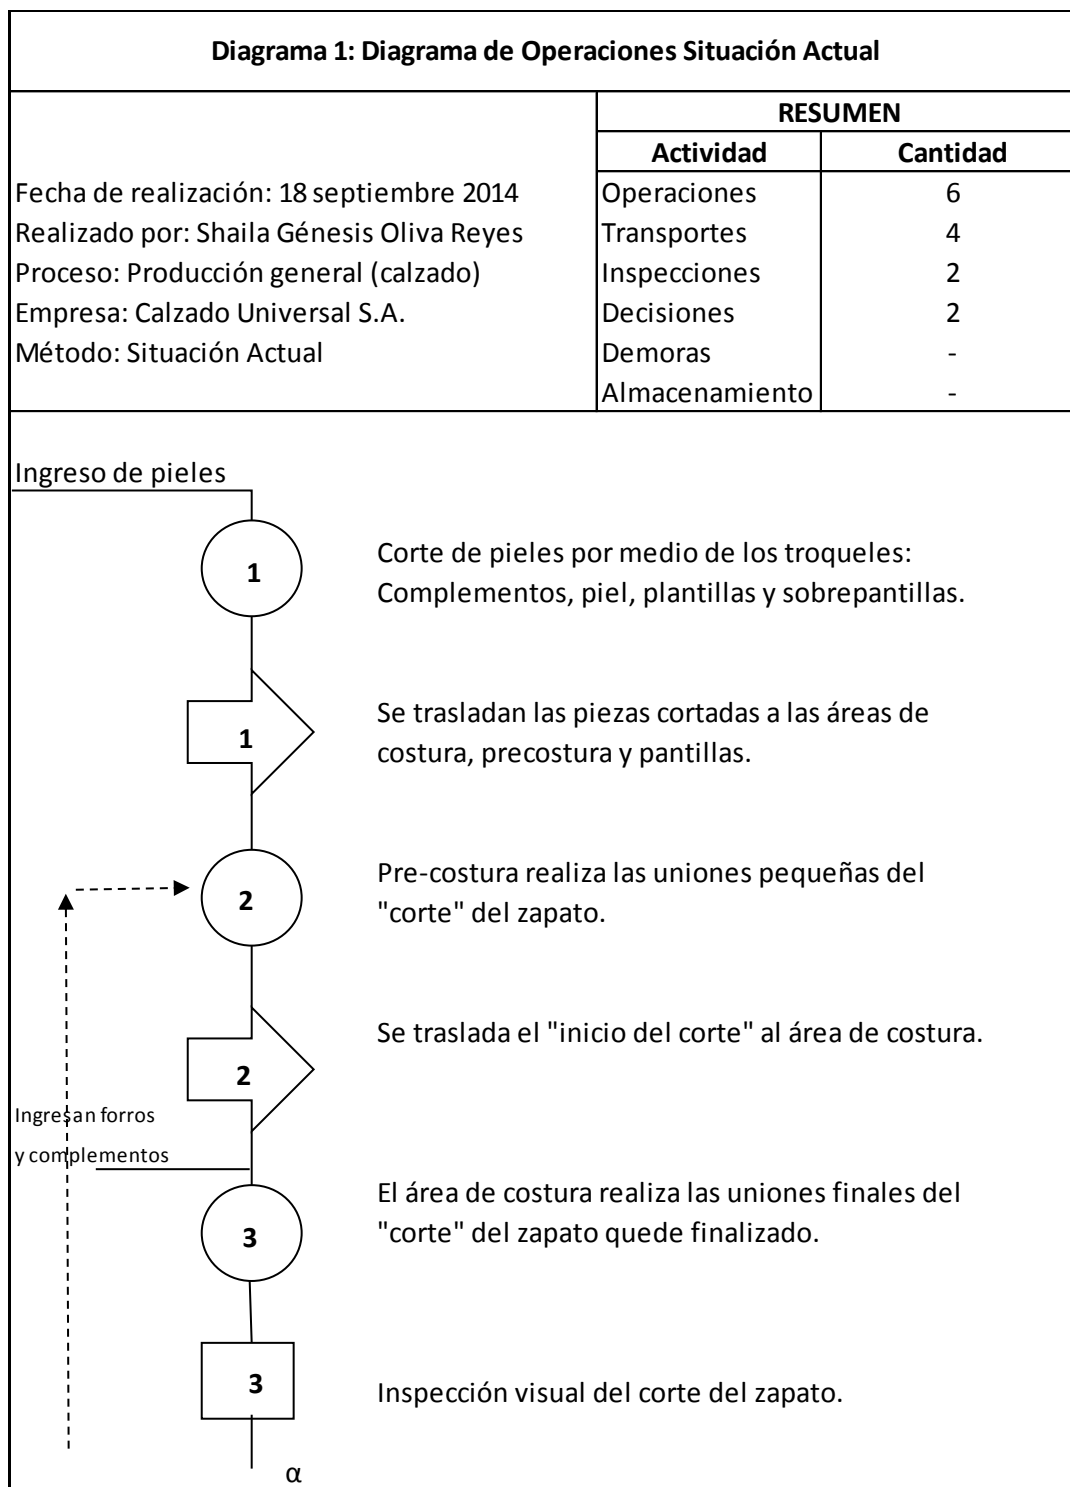 Diagrama 1: Diagrama de Operaciones Situación Actual
RESUMEN
Actividad Cantidad
Fecha de realización: 18 septiembre 2014 Operaciones 6
Realizado por: Shaila Génesis Oliva Reyes Transportes 4
Proceso: Producción general (calzado) Inspecciones 2
Empresa: Calzado Universal S.A. Decisiones 2
Método: Situación Actual Demoras -
Almacenamiento -
Ingreso de pieles
1
Corte de pieles por medio de los troqueles:
Complementos, piel, plantillas y sobrepantillas.
1
Se trasladan las piezas cortadas a las áreas de
costura, precostura y pantillas.
2
Pre-costura realiza las uniones pequeñas del
"corte" del zapato.
2
Se traslada el "inicio del corte" al área de costura.
Ingresan forros
y complementos
3
El área de costura realiza las uniones finales del
"corte" del zapato quede finalizado.
3
Inspección visual del corte del zapato.
α